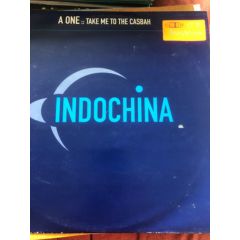 A ONE :: TAKE ME TO THE CASBAH
INDOCHINA